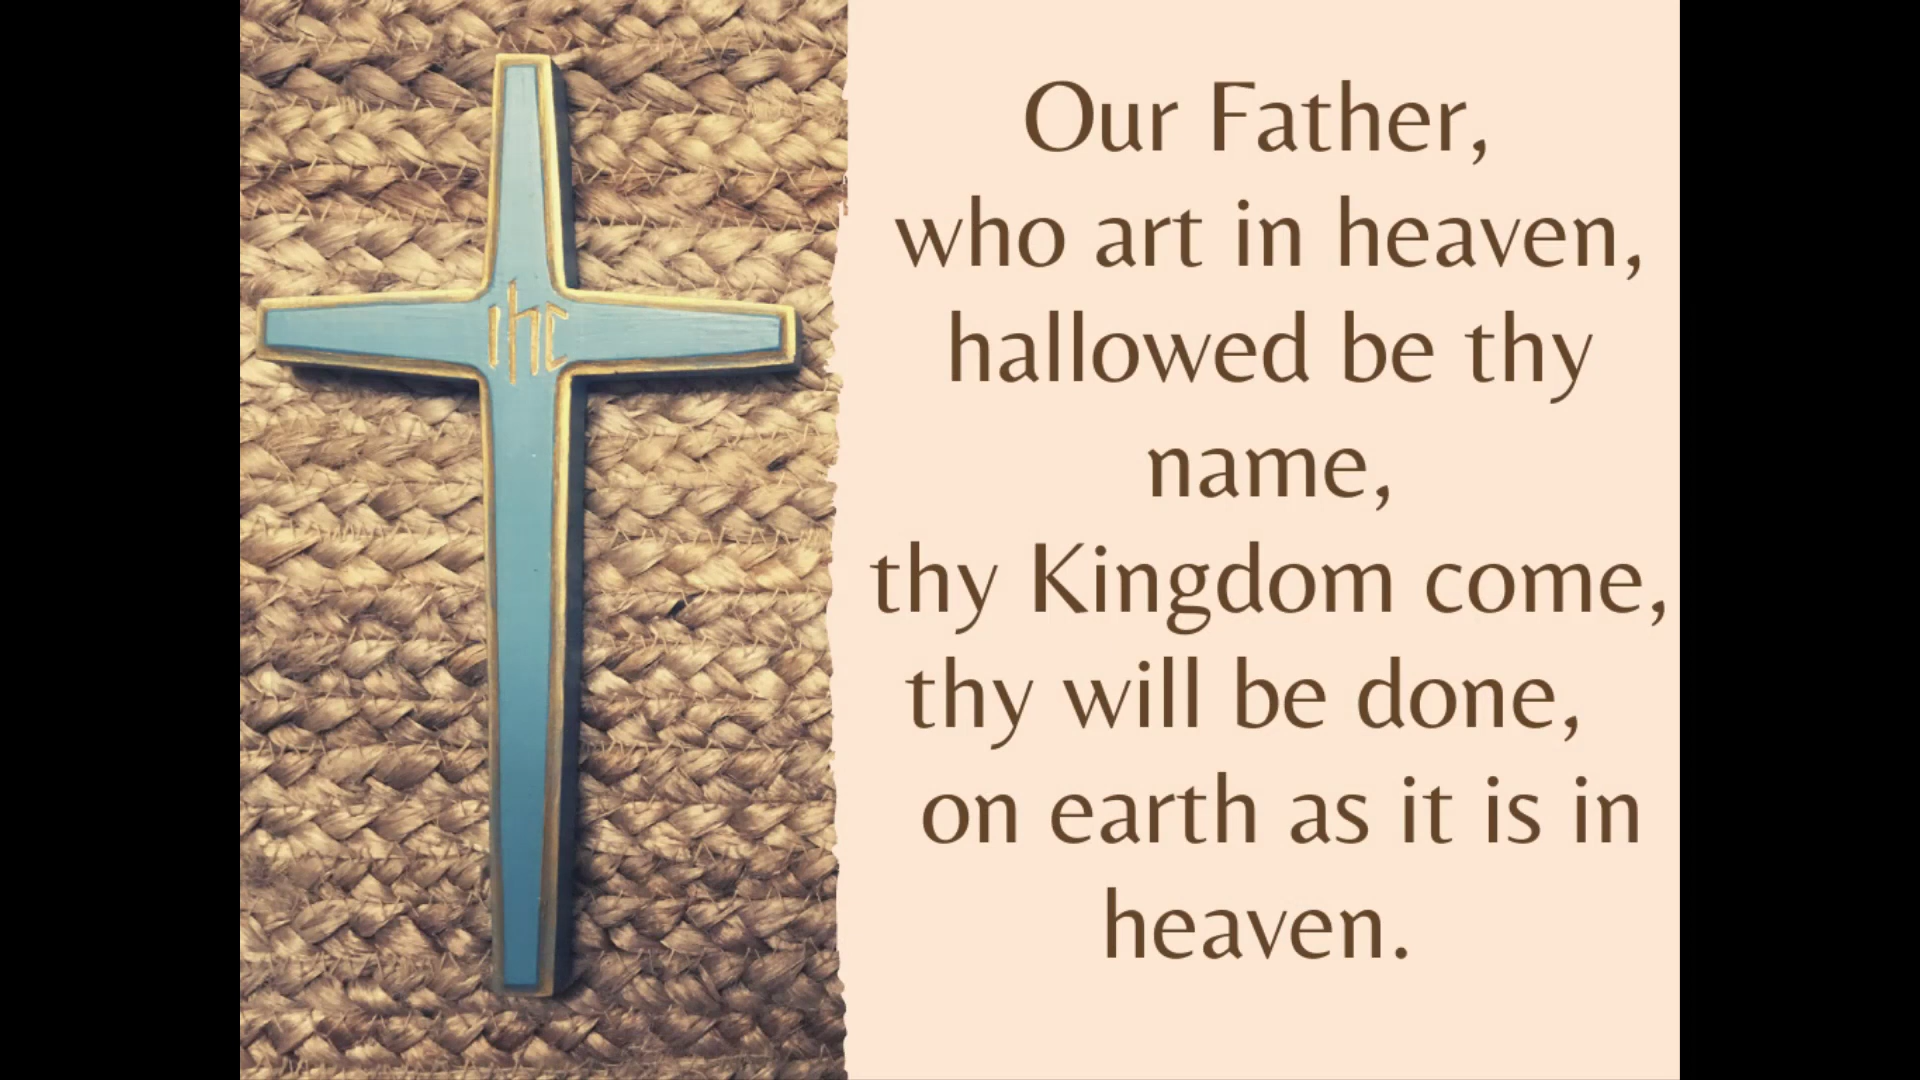 ihc
Our Father,
who art in heaven,
hallowed be thy
name,
thy Kingdom come,
thy will be done,
on earth as it is in
heaven.